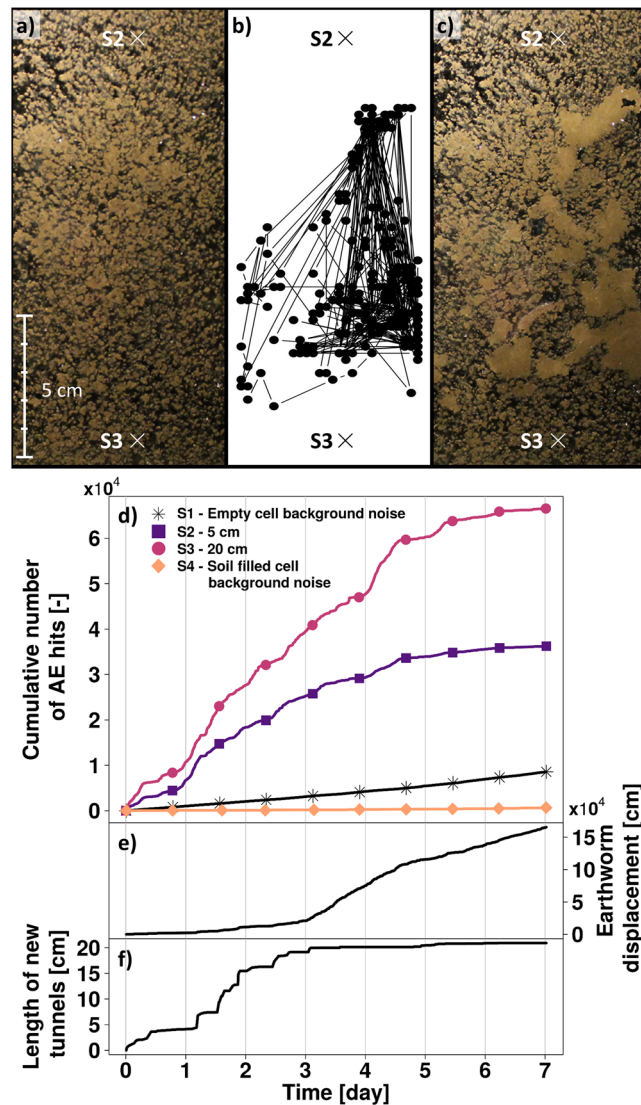 a) S2 × b) S2 × c) S2 ×
5 cm
S3 × S3 × S3 ×
x10⁴
d) S1 - Empty cell background noise
S2 - 5 cm
S3 - 20 cm
S4 - Soil filled cell
background noise
Cumulative number
of AE hits [-]
6
5
4
3
2
1
0
x10⁴
e)
15
10
5
0
Earthworm
displacement [cm]
f)
20
15
10
5
0
Length of new
tunnels [cm]
0 1 2 3 4 5 6 7
Time [day]